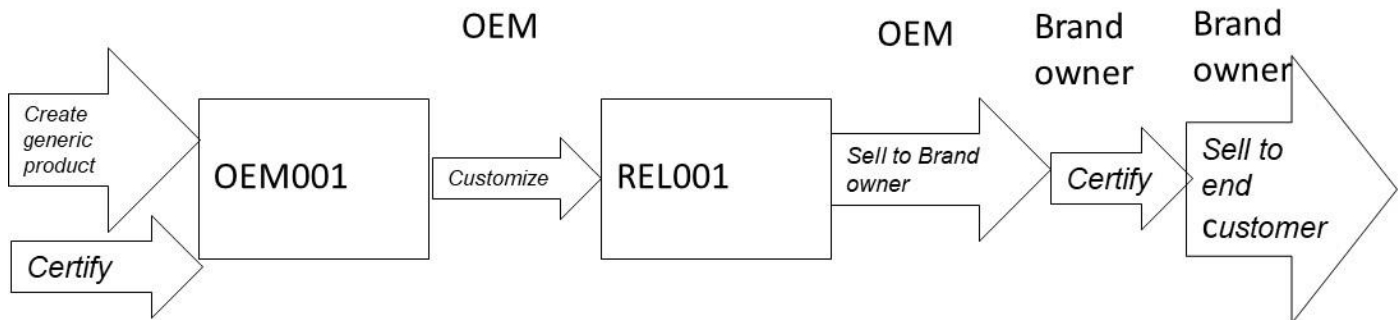 OEM
OEM
Brand
owner
Brand
owner
Create
generic
product
Certify
OEM001
Customize
REL001
Sell to Brand
owner
Certify
Sell to
end
customer